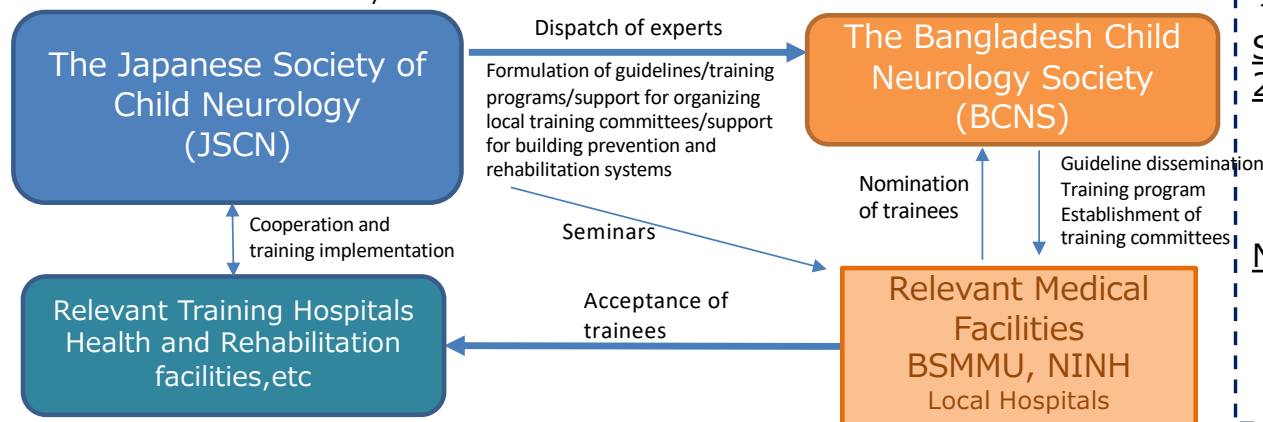 Dispatch of experts
The Japanese Society of
Child Neurology
(JSCN)
Formulation of guidelines/training
programs/support for organizing
local training committees/support
for building prevention and
rehabilitation systems
The Bangladesh Child
Neurology Society
(BCNS)
Cooperation and
training implementation
Seminars
Nomination
of trainees
Guideline dissemination
Training program
Establishment of
training committees
Relevant Training Hospitals
Health and Rehabilitation
facilities,etc
Acceptance of
trainees
Relevant Medical
Facilities
BSMMU, NINH
Local Hospitals